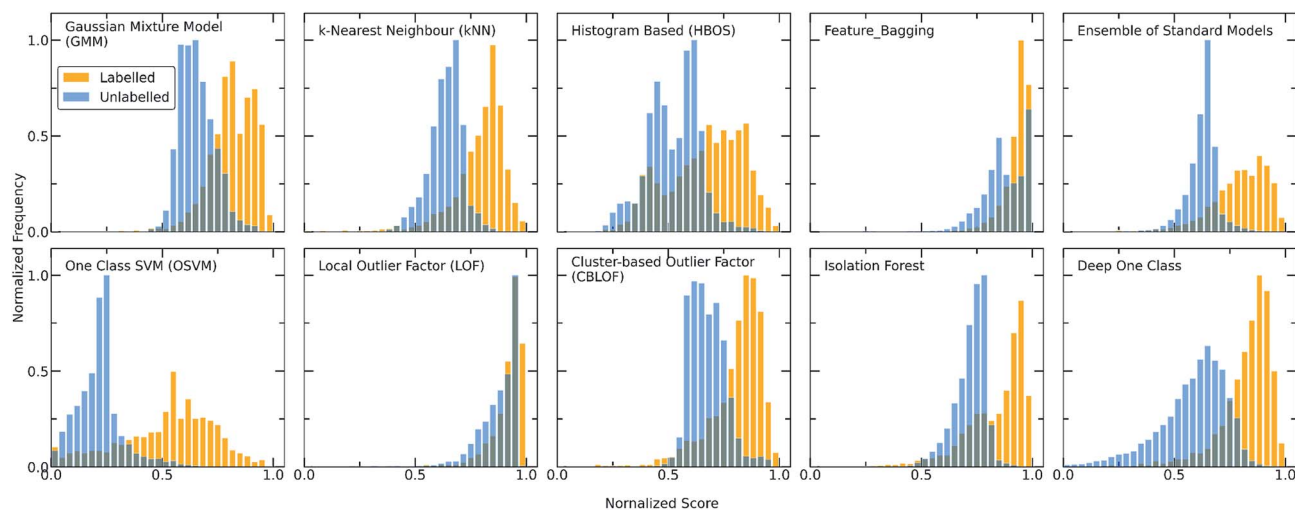 Gaussian Mixture Model
(GMM)
k-Nearest Neighbour (kNN)
Histogram Based (HBOS)
Feature_Bagging
Ensemble of Standard Models
Labelled
Unlabelled
1.0
0.5
0.0
Normalized Frequency
One Class SVM (OSVM)
Local Outlier Factor (LOF)
Cluster-based Outlier Factor
(CBLOF)
Isolation Forest
Deep One Class
1.0
0.5
0.0
0.0
0.5
1.0
0.5
1.0
0.5
1.0
0.5
1.0
0.5
1.0
Nornalized Score